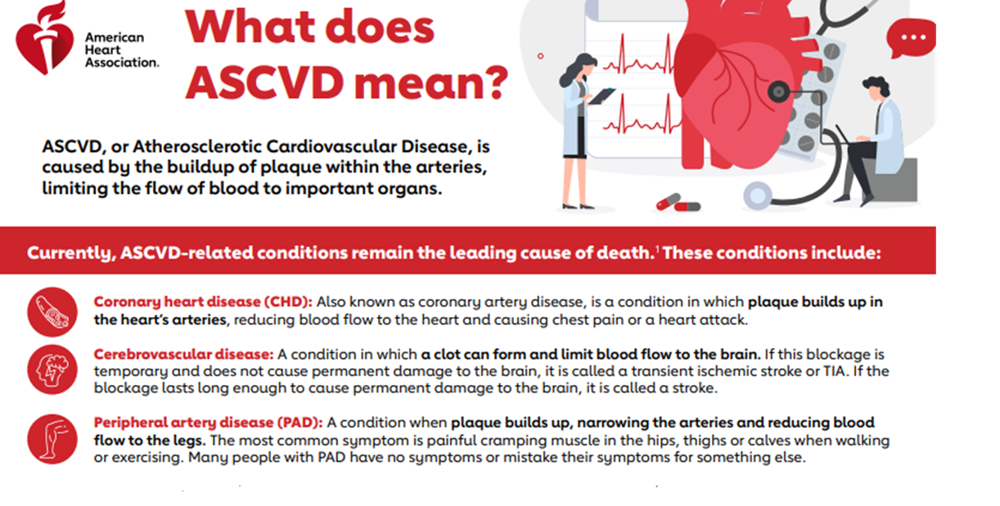 American
Heart
Association.
What does
ASCVD mean?
ASCVD, or Atherosclerotic Cardiovascular Disease, is
caused by the buildup of plaque within the arteries,
limiting the flow of blood to important organs.
Currently, ASCVD-related conditions remain the leading cause of death.¹ These conditions include:
Coronary heart disease (CHD): Also known as coronary artery disease, is a condition in which plaque builds up in
the heart's arteries, reducing blood flow to the heart and causing chest pain or a heart attack.
Cerebrovascular disease: A condition in which a clot can form and limit blood flow to the brain. If this blockage is
temporary and does not cause permanent damage to the brain, it is called a transient ischemic stroke or TIA. If the
blockage lasts long enough to cause permanent damage to the brain, it is called a stroke.
Peripheral artery disease (PAD): A condition when plaque builds up, narrowing the arteries and reducing blood
flow to the legs. The most common symptom is painful cramping muscle in the hips, thighs or calves when walking
or exercising. Many people with PAD have no symptoms or mistake their symptoms for something else.